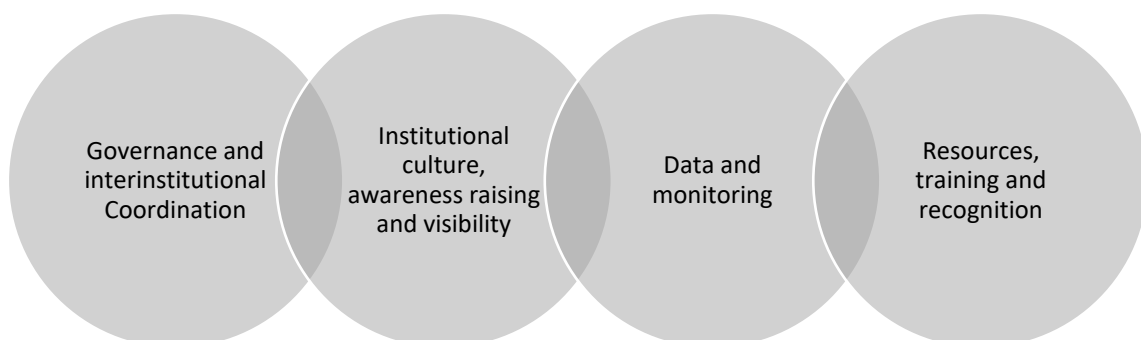 Governance and
interinstitutional
Coordination
Institutional
culture,
awareness raising
and visibility
Data and
monitoring
Resources,
training and
recognition